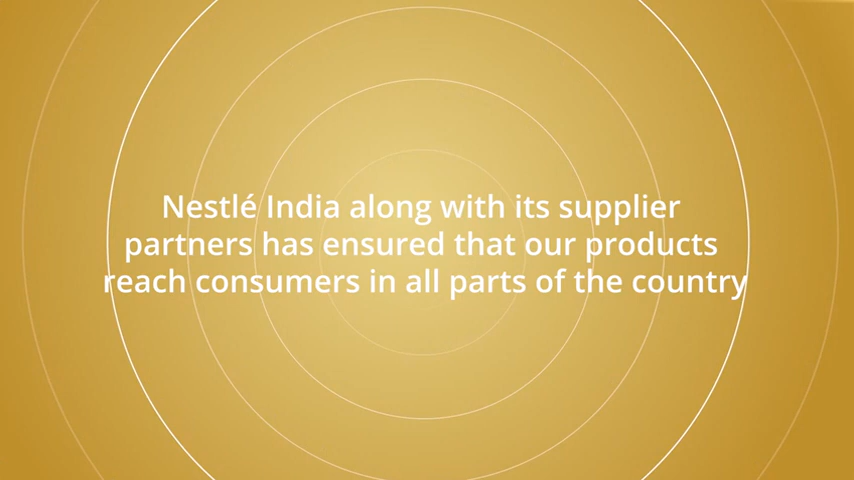 Nestlé India along with its supplier
partners has ensured that our products
reach consumers in all parts of the country